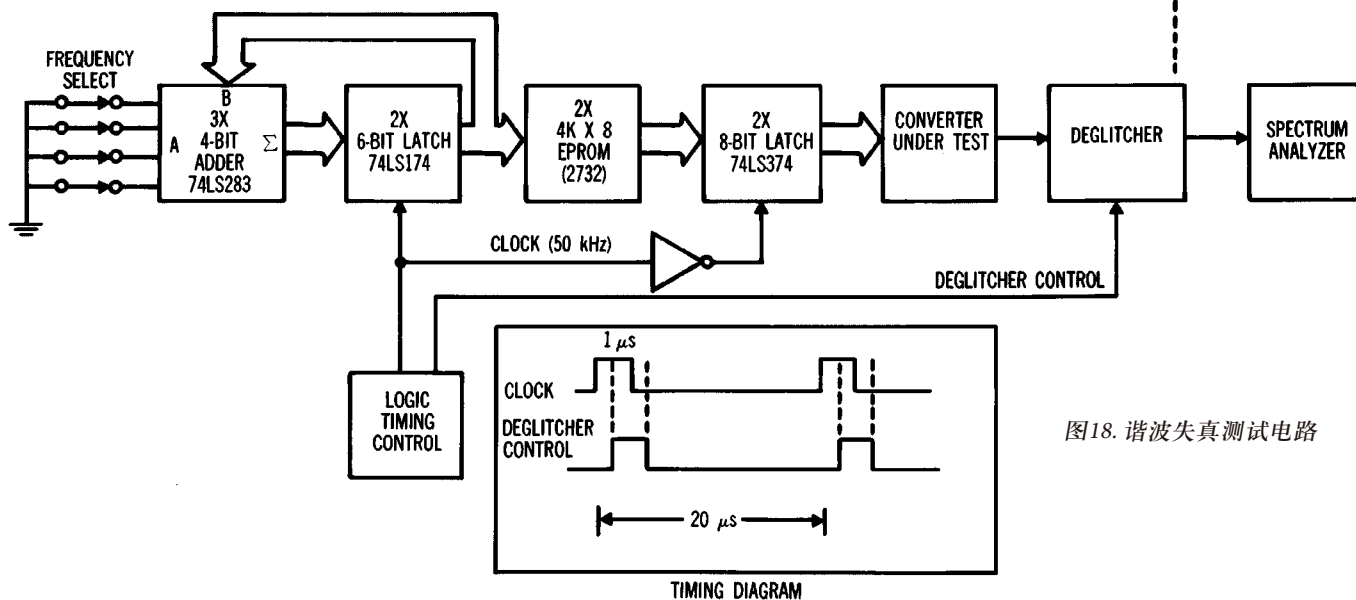 FREQUENCY
SELECT
A
B
3X
4-BIT
ADDER
74LS283
Σ
2X
6-BIT LATCH
74LS174
2X
4K X 8
EPROM
(2732)
2X
8-BIT LATCH
74LS374
CONVERTER
UNDER TEST
DEGLITCHER
SPECTRUM
ANALYZER
CLOCK (50 kHz)
DEGLITCHER CONTROL
LOGIC
TIMING
CONTROL
1 μs
CLOCK
DEGLITCHER
CONTROL
20 μs
TIMING DIAGRAM
图18. 谐波失真测试电路